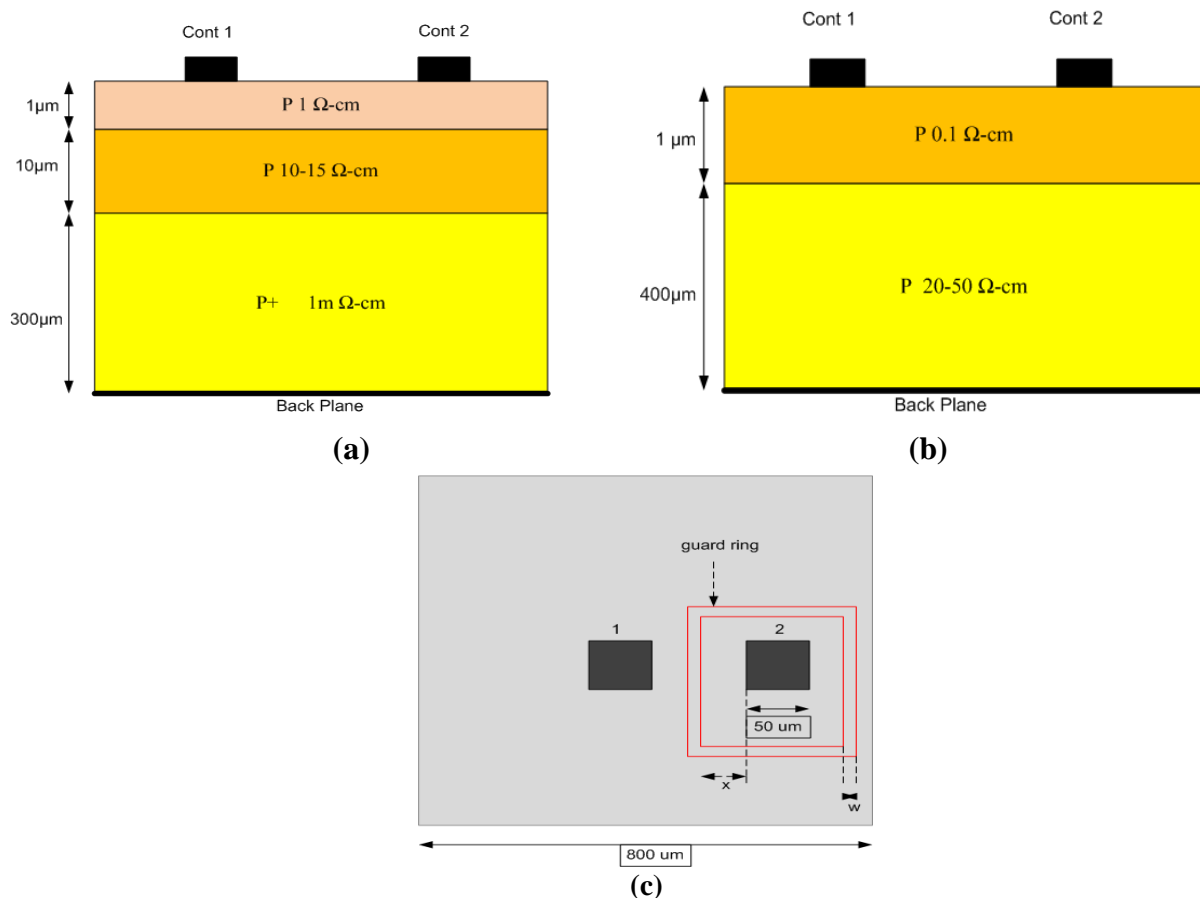 Cont 1
Cont 2
1μm
P 1 Ω-cm
10μm
P 10-15 Ω-cm
300μm
P+ 1m Ω-cm
Back Plane
(a)
Cont 1
Cont 2
1 μm
P 0.1 Ω-cm
400μm
P 20-50 Ω-cm
Back Plane
(b)
guard ring
1
2
50 um
x
w
800 um
(c)